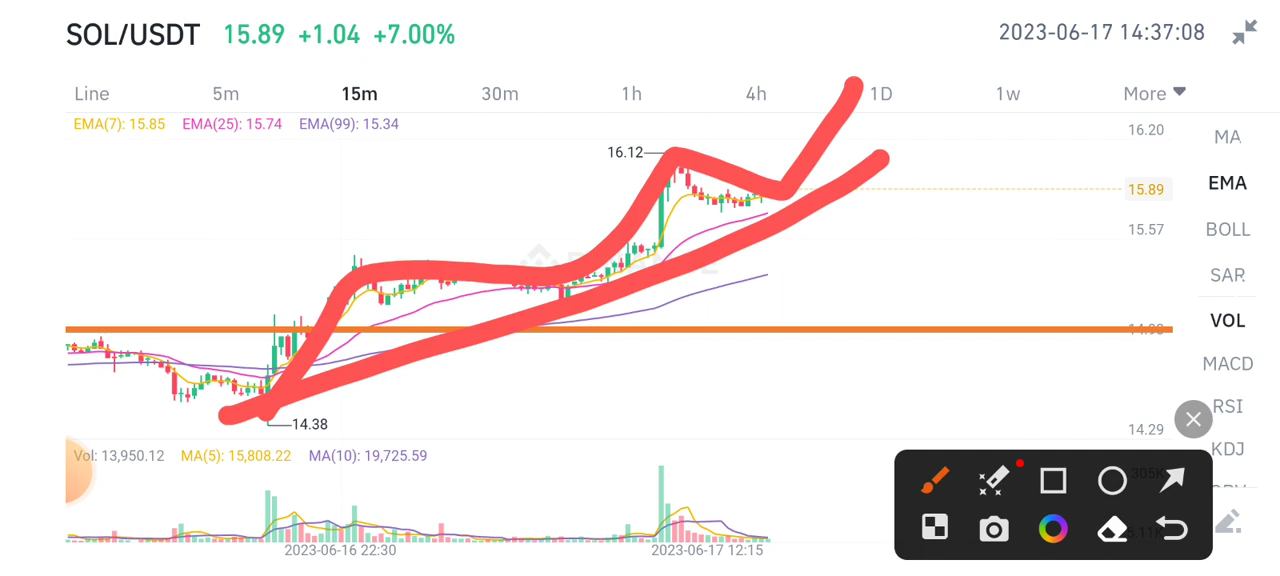 SOL/USDT 15.89 +1.04 +7.00% 2023-06-17 14:37:08
Line 5m 15m 30m 1h 4h 1D 1w More
EMA(7): 15.85 EMA(25): 15.74 EMA(99): 15.34
16.20
MA
16.12
15.89
EMA
15.57
BOLL
SAR
14.93
VOL
MACD
RSI
14.38
14.29
KDJ
Vol: 13,950.12 MA(5): 15,808.22 MA(10): 19,725.59
2023-06-16 22:30 2023-06-17 12:15